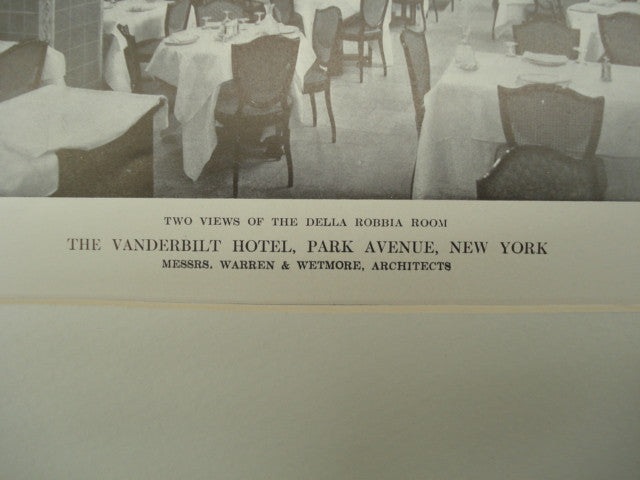 TWO VIEWS OF THE DELLA ROBBIA ROOM
THE VANDERBILT HOTEL, PARK AVENUE, NEW YORK
MESSRS. WARREN & WETMORE, ARCHITECTS